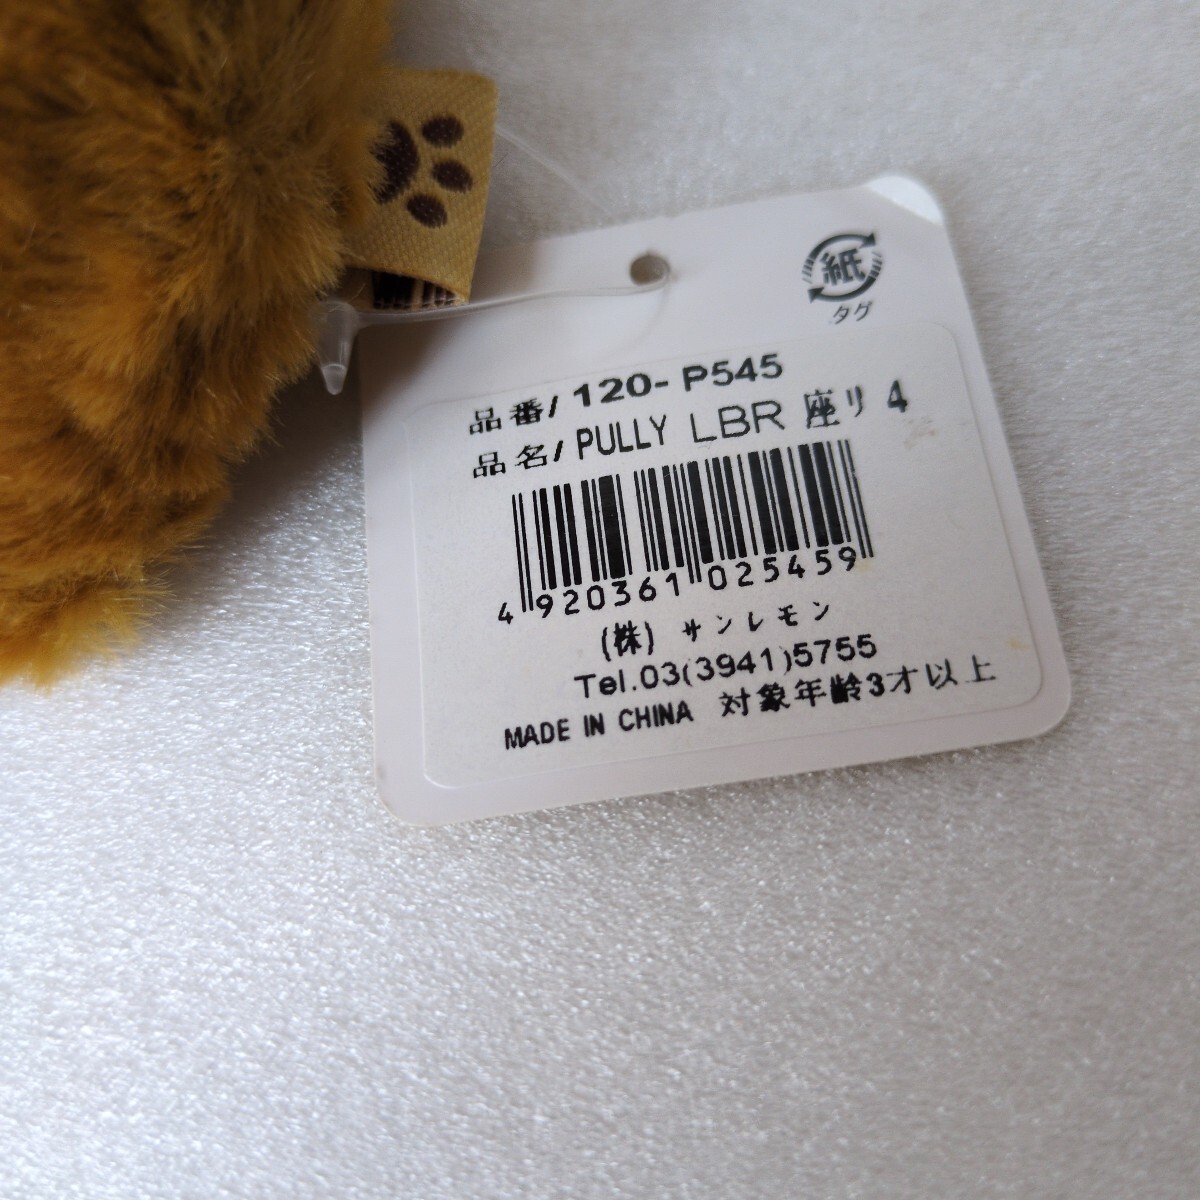 紙
タグ
品番/ 120- P545
品名/ PULLY LBR 座リ 4
4 920361 025459
(株) サンレモン
Tel.03(3941)5755
MADE IN CHINA 対象年齢3才以上